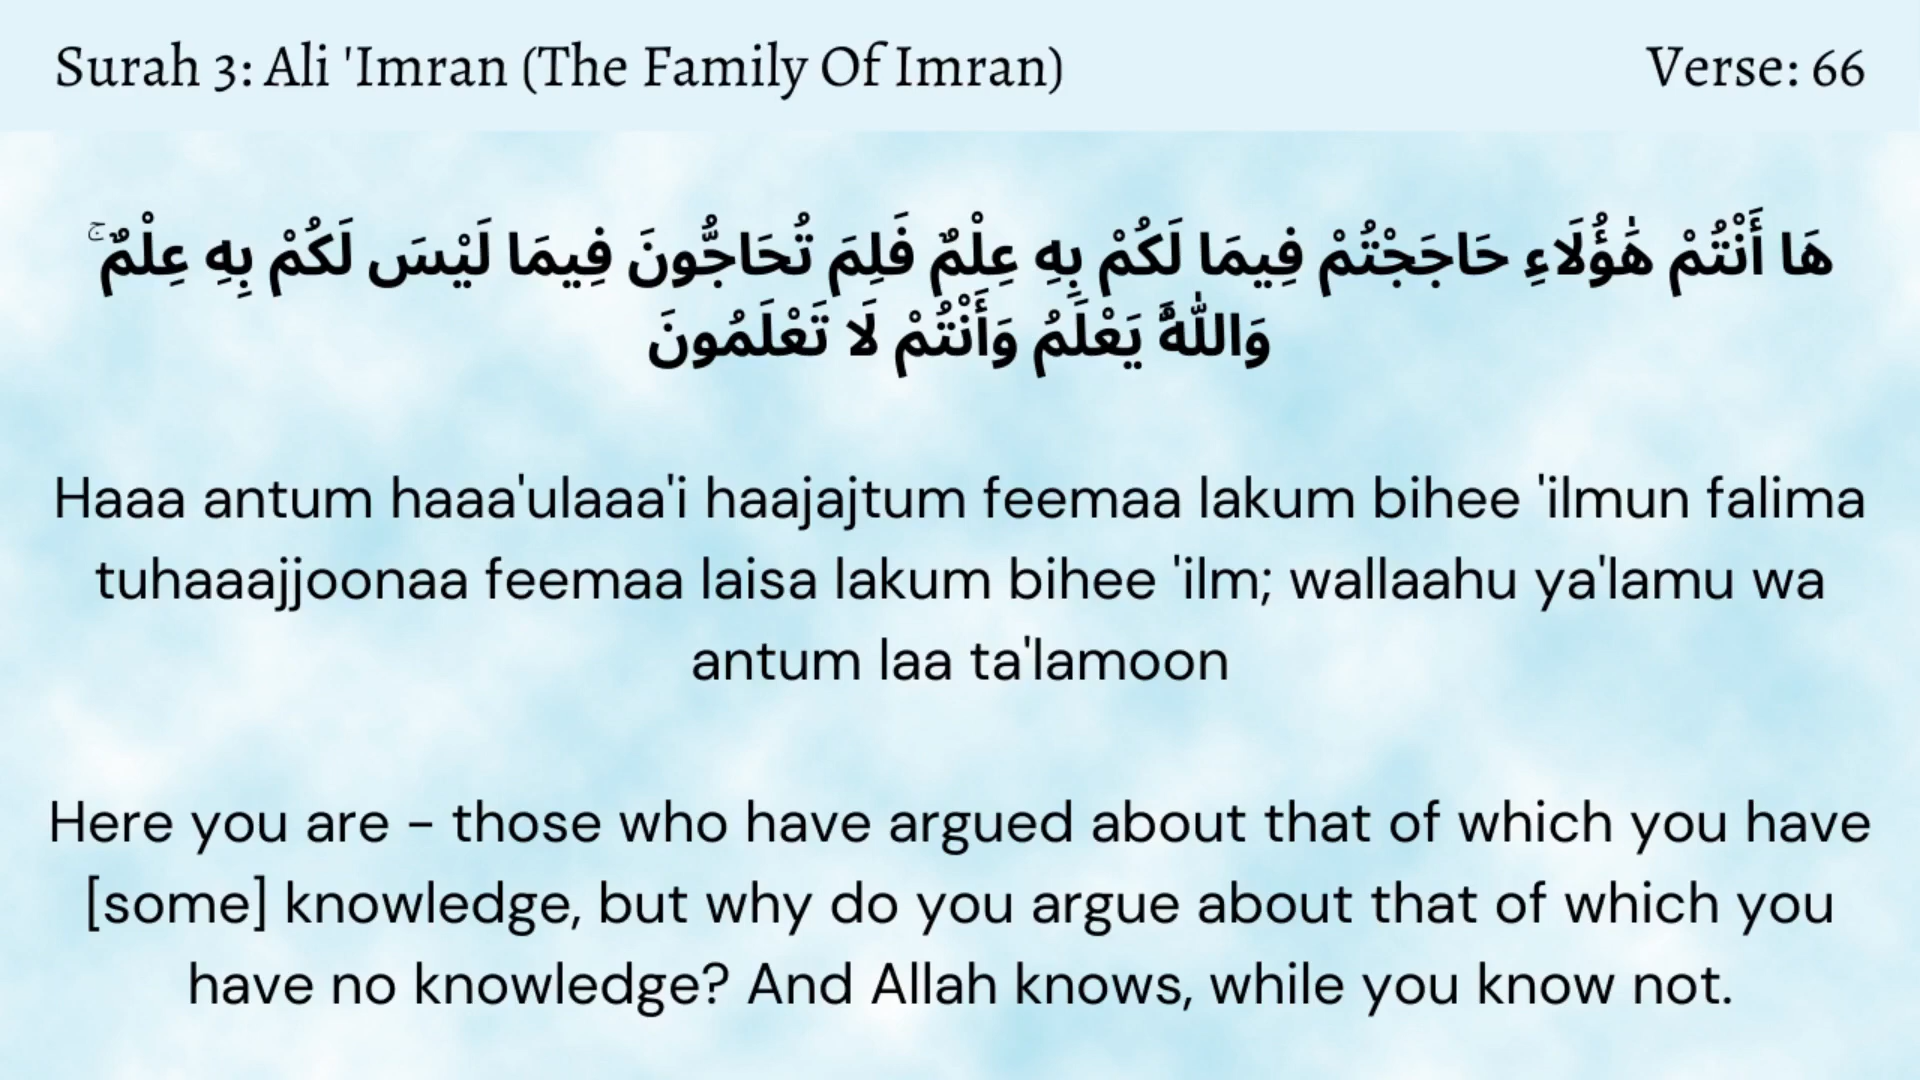 Surah 3: Ali 'Imran (The Family Of Imran)
Verse: 66
هَا أَنْتُمْ هَٰؤُلَاءِ حَاجَجْتُمْ فِيمَا لَكُمْ بِهِ عِلْمٌ فَلِمَ تُحَاجُّونَ فِيمَا لَيْسَ لَكُمْ بِهِ عِلْمٌ ۚ
وَاللَّهُ يَعْلَمُ وَأَنْتُمْ لَا تَعْلَمُونَ
Haaa antum haaa'ulaaa'i haajajtum feemaa lakum bihee 'ilmun falima
tuhaaajjoonaa feemaa laisa lakum bihee 'ilm; wallaahu ya'lamu wa
antum laa ta'lamoon
Here you are – those who have argued about that of which you have
[some] knowledge, but why do you argue about that of which you
have no knowledge? And Allah knows, while you know not.